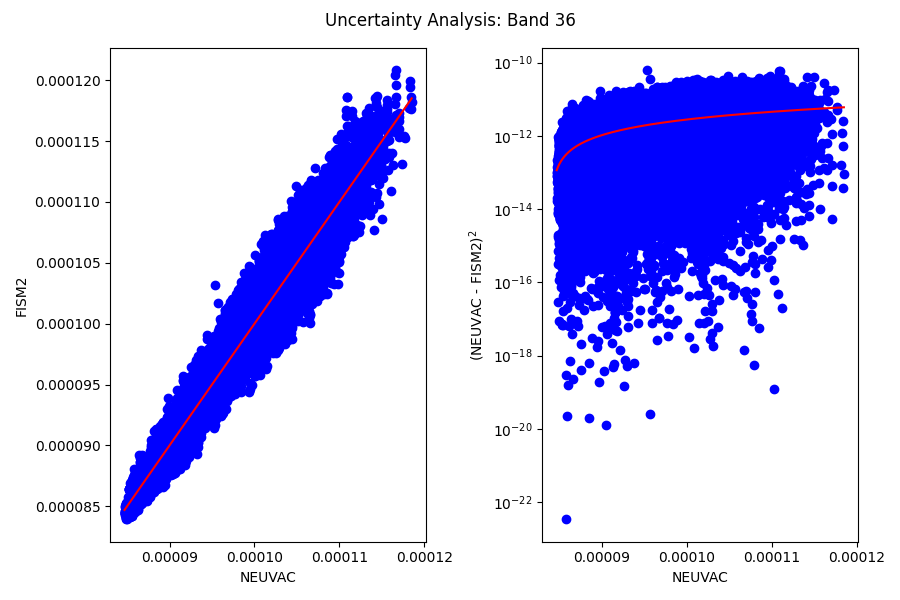 Uncertainty Analysis: Band 36
FISM2
0.000120
0.000115
0.000110
0.000105
0.000100
0.000095
0.000090
0.000085
0.00009 0.00010 0.00011 0.00012
NEUVAC
(NEUVAC - FISM2)²
10⁻¹⁰
10⁻¹²
10⁻¹⁴
10⁻¹⁶
10⁻¹⁸
10⁻²⁰
10⁻²²
0.00009 0.00010 0.00011 0.00012
NEUVAC